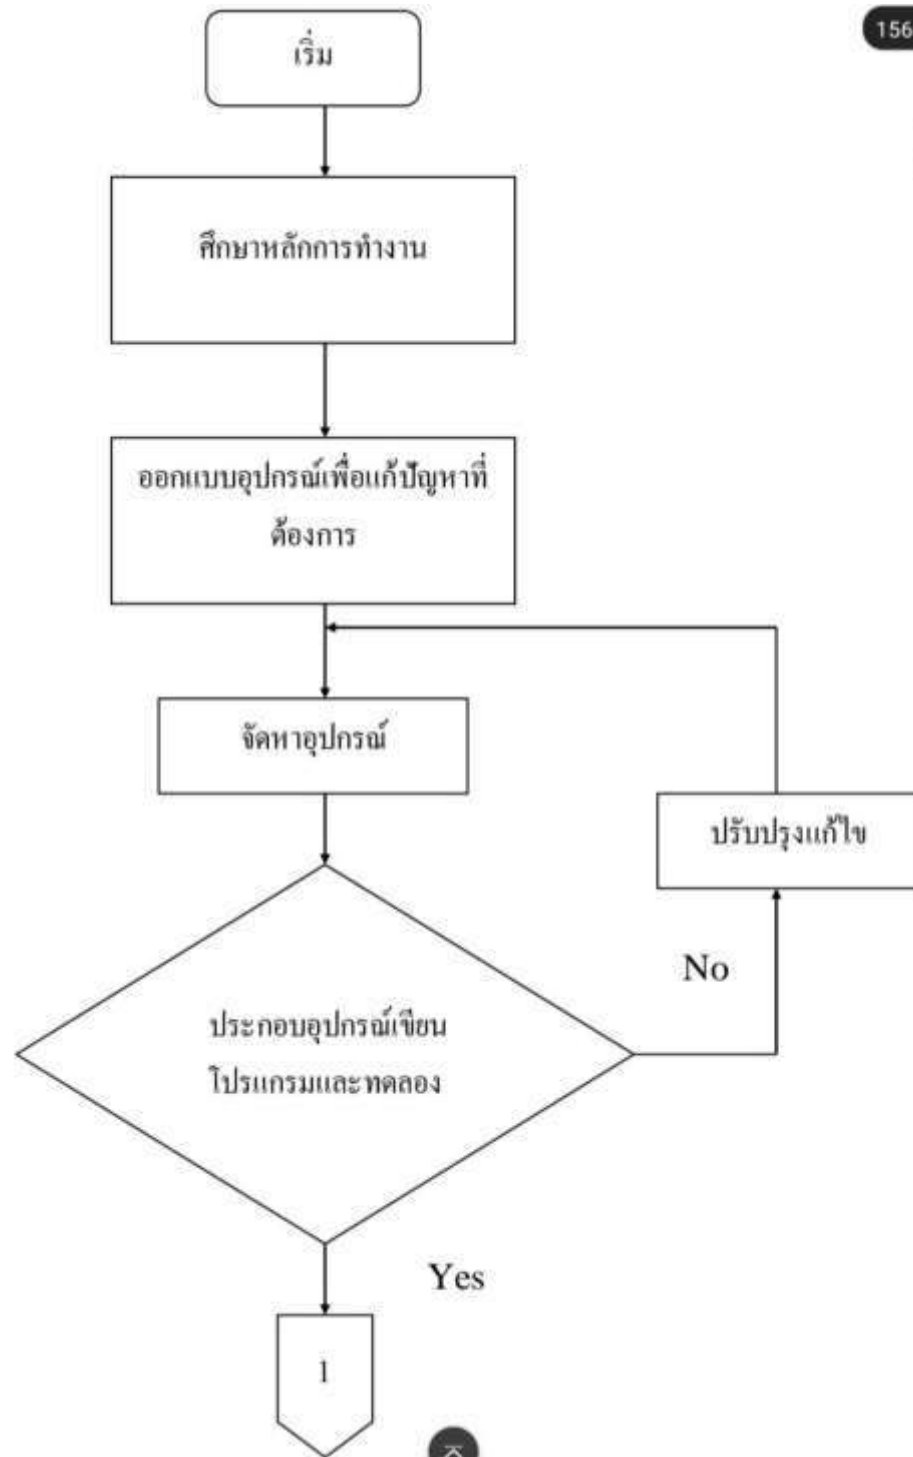 เริ่ม
156
ศึกษาหลักการทำงาน
ออกแบบอุปกรณ์เพื่อแก้ปัญหาที่
ต้องการ
จัดหาอุปกรณ์
ปรับปรุงแก้ไข
No
ประกอบอุปกรณ์เขียน
โปรแกรมและทดลอง
Yes
1